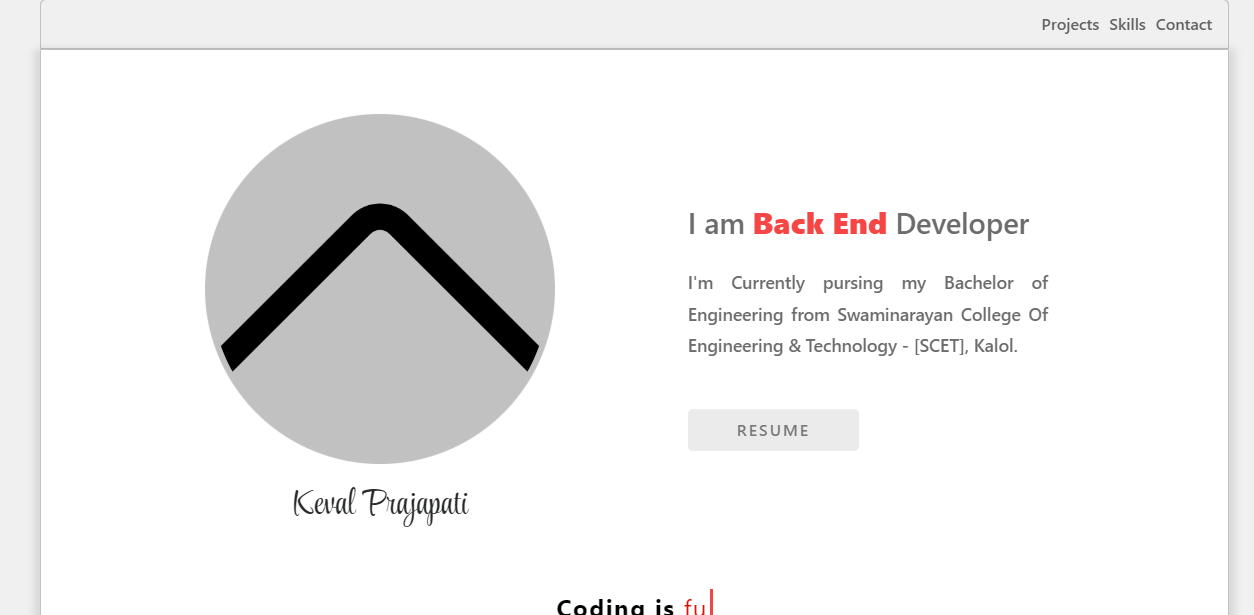 Projects Skills Contact
I am Back End Developer
I'm Currently pursing my Bachelor of
Engineering from Swaminarayan College Of
Engineering & Technology - [SCET], Kalol.
RESUME
Keval Prajapati
Coding is fu